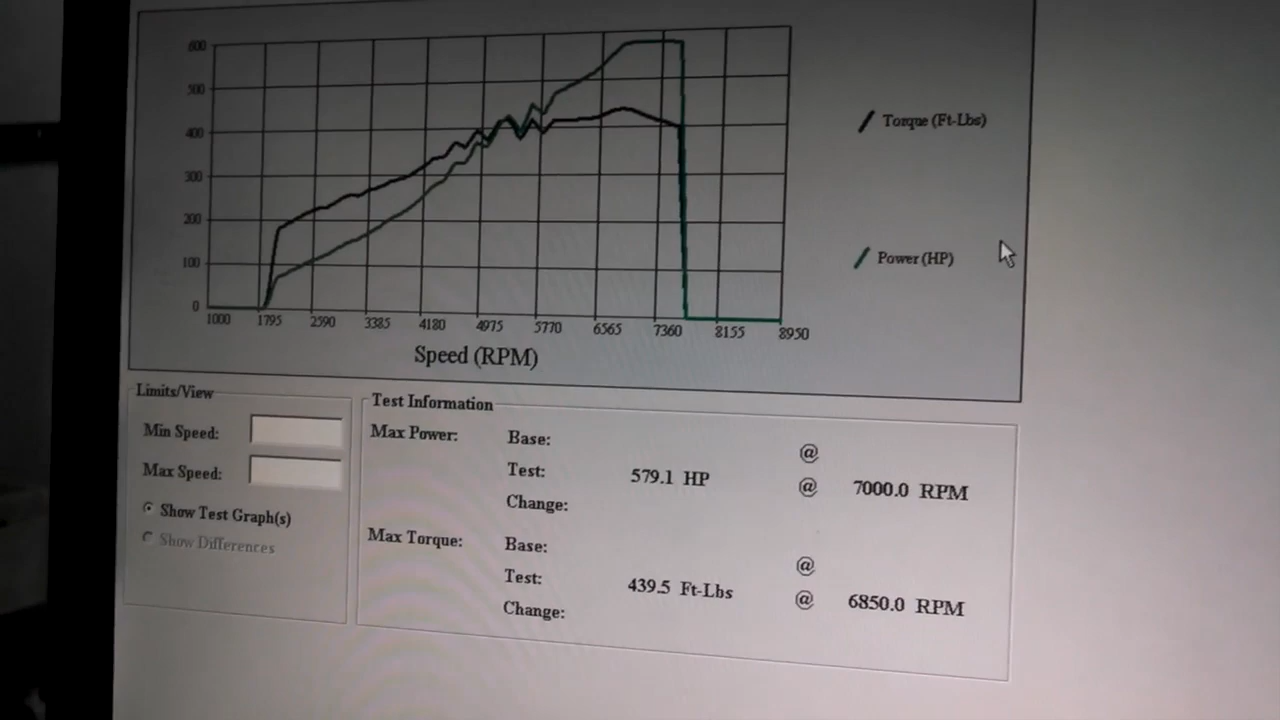 600
500
400
300
200
100
0
1000 1795 2590 3385 4180 4975 5770 6565 7360 8155 8950
Speed (RPM)
Torque (Ft-Lbs)
Power (HP)
Limits/View
Min Speed:
Max Speed:
Show Test Graph(s)
Show Differences
Test Information
Max Power: Base: @
Test: 579.1 HP @ 7000.0 RPM
Change:
Max Torque: Base: @
Test: 439.5 Ft-Lbs @ 6850.0 RPM
Change: